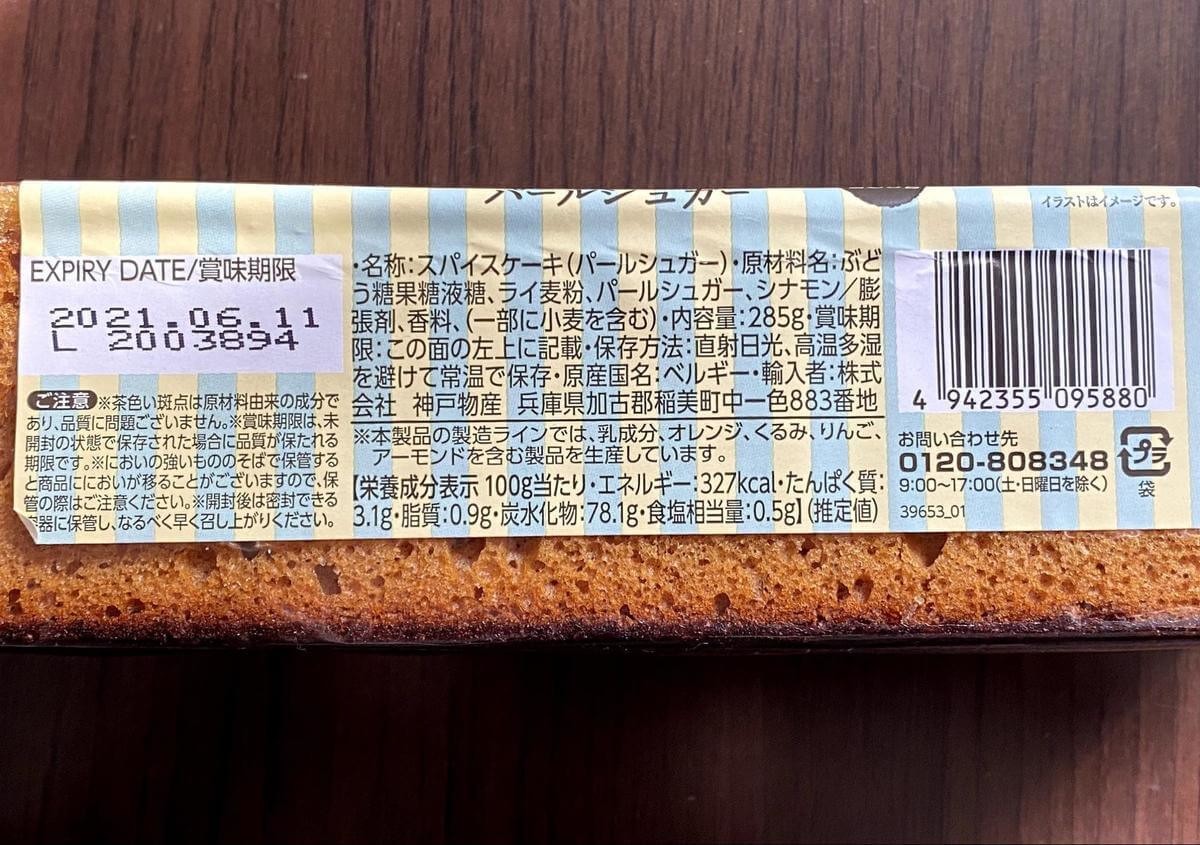 パールシュガー
イラストはイメージです。
EXPIRY DATE/賞味期限
2021.06.11
L 2003894
ご注意 ※茶色い斑点は原材料由来の成分で
あり、品質に問題ございません。※賞味期限は、未
開封の状態で保存された場合に品質が保たれる
期限です。※においの強いもののそばで保管する
と商品ににおいが移ることがございますので、保
管の際はご注意ください。※開封後は密封できる
容器に保管し、なるべく早く召し上がりください。
・名称:スパイスケーキ(パールシュガー)・原材料名:ぶど
う糖果糖液糖、ライ麦粉、パールシュガー、シナモン/膨
張剤、香料、(一部に小麦を含む)・内容量:285g・賞味期
限:この面の左上に記載・保存方法:直射日光、高温多湿
を避けて常温で保存・原産国名:ベルギー・輸入者:株式
会社 神戸物産 兵庫県加古郡稲美町中一色883番地
※本製品の製造ラインでは、乳成分、オレンジ、くるみ、りんご、
アーモンドを含む製品を生産しています。
【栄養成分表示 100g当たり・エネルギー:327kcal・たんぱく質:
3.1g・脂質:0.9g・炭水化物:78.1g・食塩相当量:0.5g】(推定値)
4 942355 095880
お問い合わせ先
0120-808348
9:00~17:00(土・日曜日を除く)
39653_01
プラ
袋